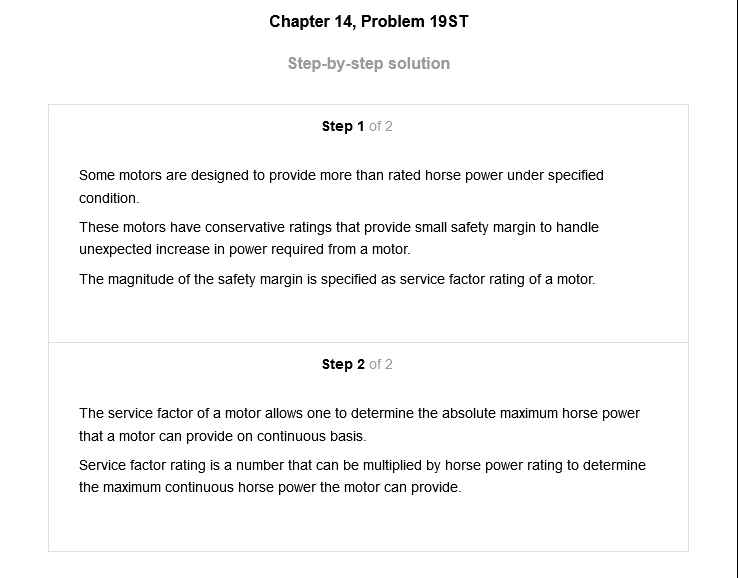 Chapter 14, Problem 19ST
Step-by-step solution
Step 1 of 2
Some motors are designed to provide more than rated horse power under specified
condition.
These motors have conservative ratings that provide small safety margin to handle
unexpected increase in power required from a motor.
The magnitude of the safety margin is specified as service factor rating of a motor.
Step 2 of 2
The service factor of a motor allows one to determine the absolute maximum horse power
that a motor can provide on continuous basis.
Service factor rating is a number that can be multiplied by horse power rating to determine
the maximum continuous horse power the motor can provide.